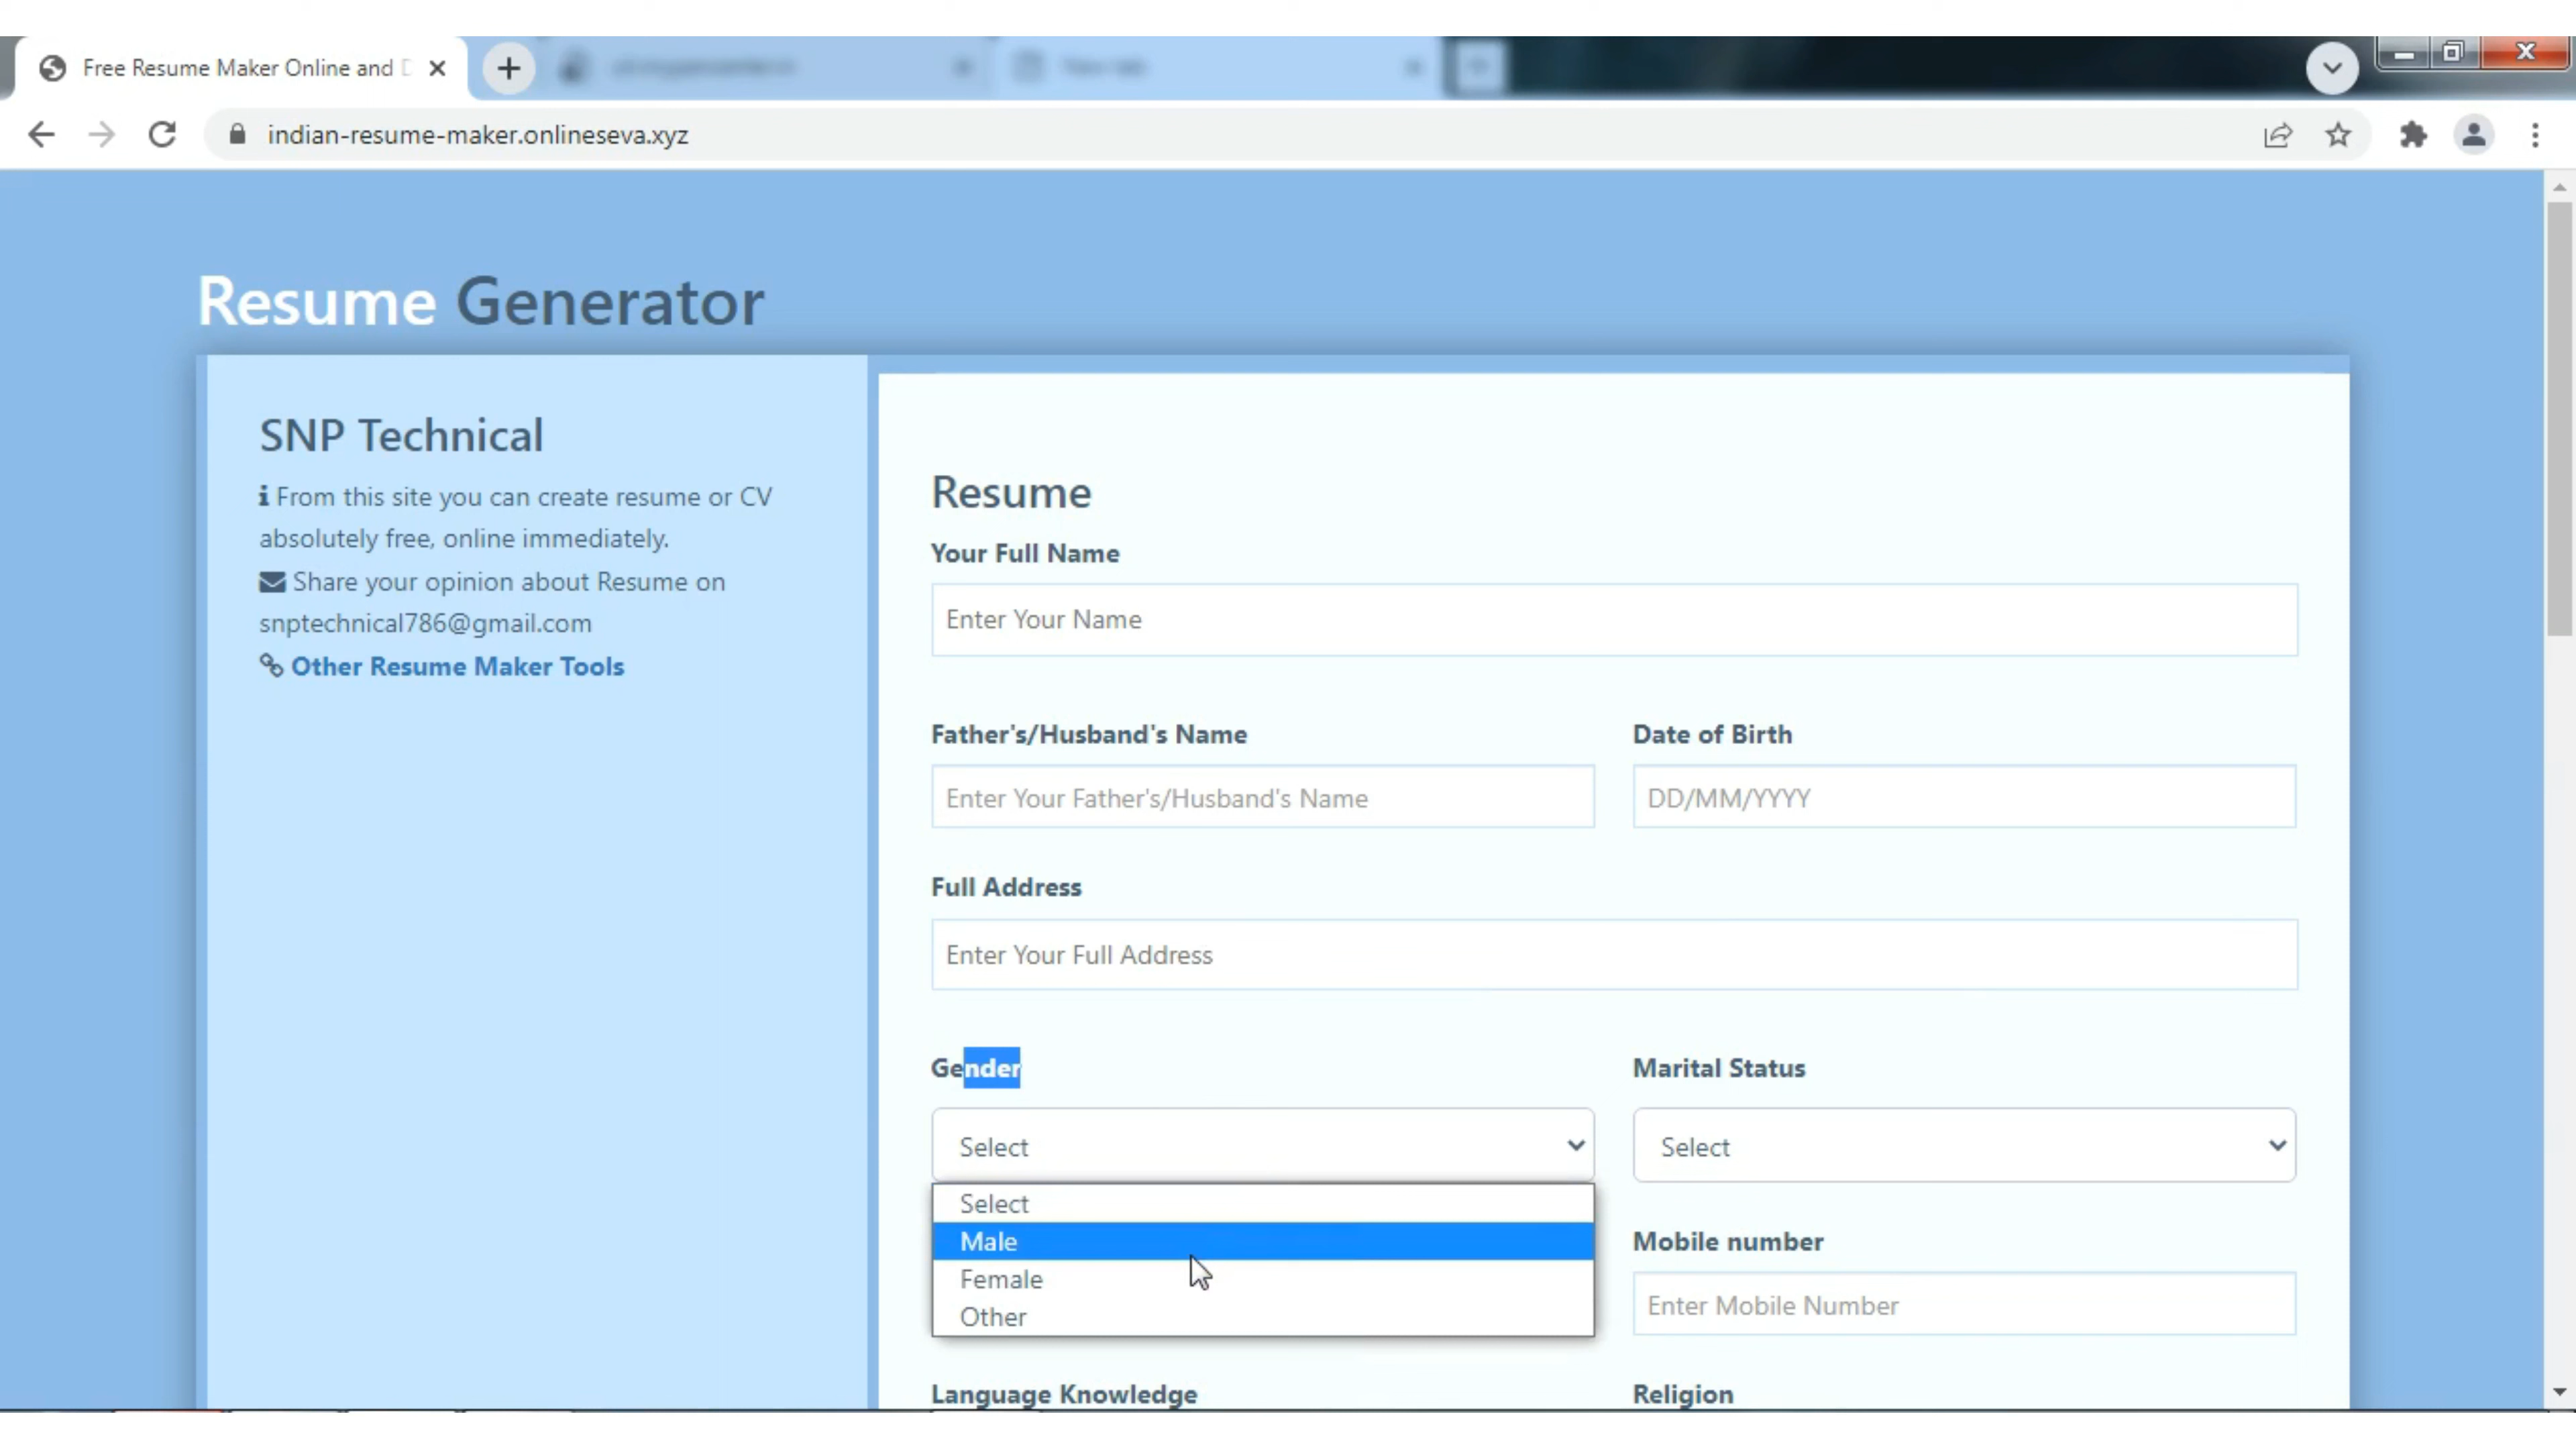 Free Resume Maker Online and D
indian-resume-maker.onlineseva.xyz
Resume Generator
SNP Technical
From this site you can create resume or CV
absolutely free, online immediately.
Share your opinion about Resume on
snptechnical786@gmail.com
Other Resume Maker Tools
Resume
Your Full Name
Enter Your Name
Father's/Husband's Name
Date of Birth
Enter Your Father's/Husband's Name
DD/MM/YYYY
Full Address
Enter Your Full Address
Gender
Marital Status
Select
Select
Select
Male
Female
Other
Mobile number
Enter Mobile Number
Language Knowledge
Religion